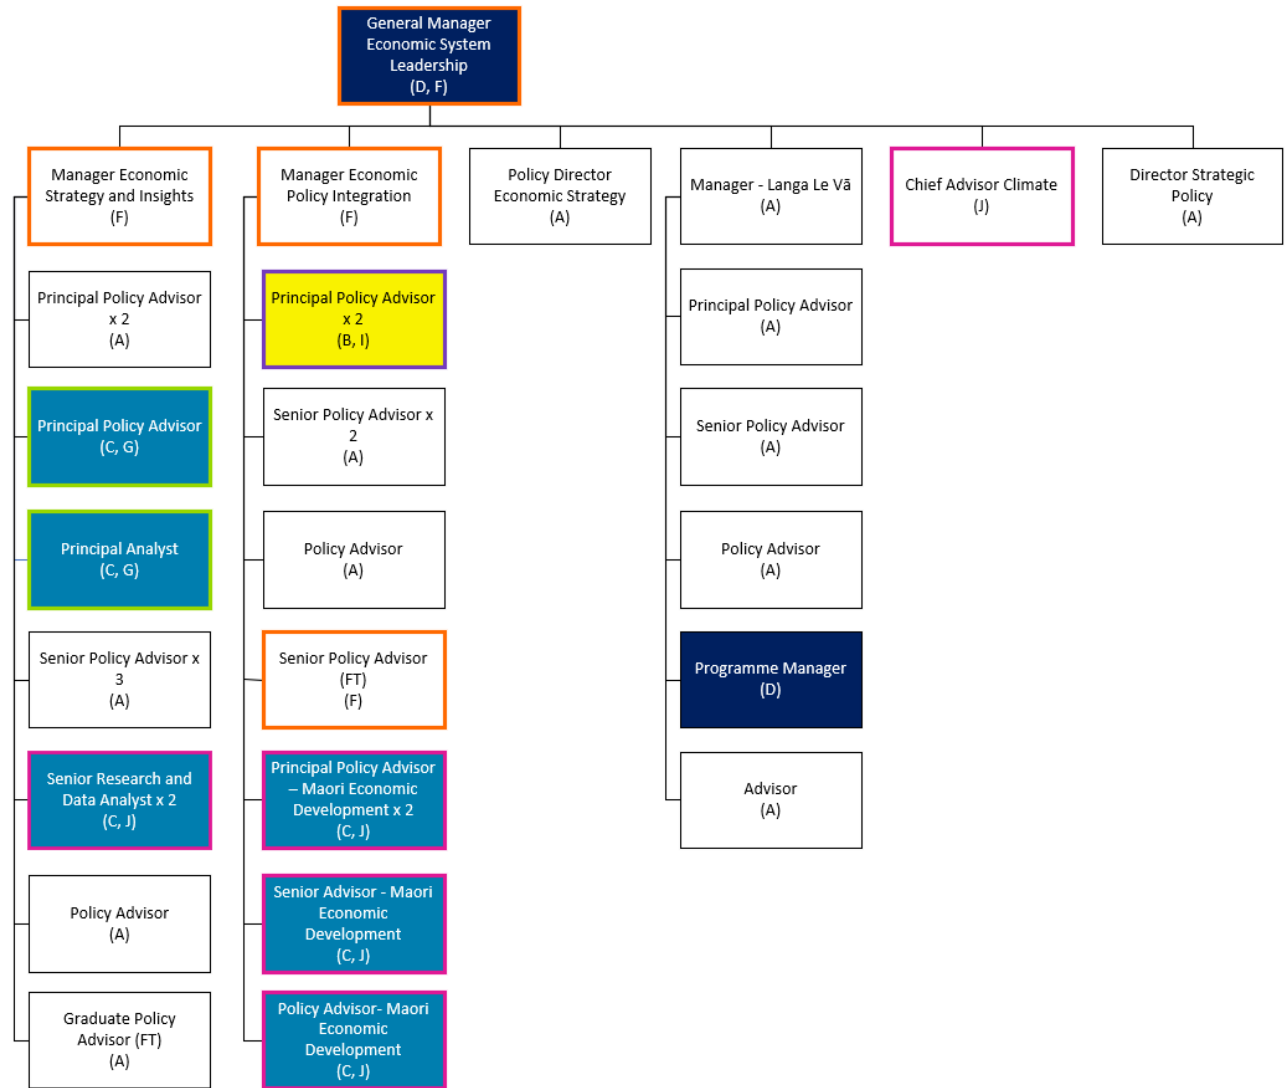 General Manager
Economic System
Leadership
(D, F)
Manager Economic
Strategy and Insights
(F)
Manager Economic
Policy Integration
(F)
Policy Director
Economic Strategy
(A)
Manager - Langa Le Vā
(A)
Chief Advisor Climate
(J)
Director Strategic
Policy
(A)
Principal Policy Advisor
x 2
(A)
Principal Policy Advisor
(C, G)
Principal Analyst
(C, G)
Senior Policy Advisor x
3
(A)
Senior Research and
Data Analyst x 2
(C, J)
Policy Advisor
(A)
Graduate Policy
Advisor (FT)
(A)
Principal Policy Advisor
x 2
(B, I)
Senior Policy Advisor x
2
(A)
Policy Advisor
(A)
Senior Policy Advisor
(FT)
(F)
Principal Policy Advisor
– Maori Economic
Development x 2
(C, J)
Senior Advisor - Maori
Economic
Development
(C, J)
Policy Advisor- Maori
Economic
Development
(C, J)
Principal Policy Advisor
(A)
Senior Policy Advisor
(A)
Policy Advisor
(A)
Programme Manager
(D)
Advisor
(A)